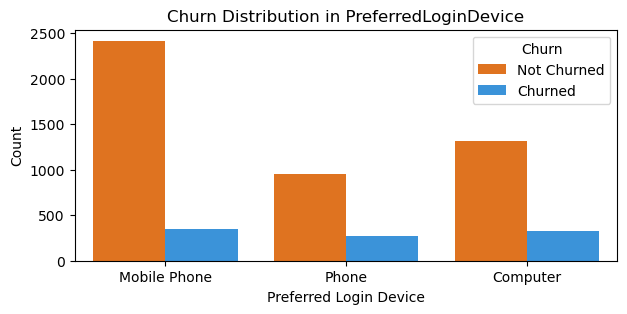 Churn Distribution in PreferredLoginDevice
Churn
Not Churned
Churned
Count
2500
2000
1500
1000
500
0
Mobile Phone Phone Computer
Preferred Login Device